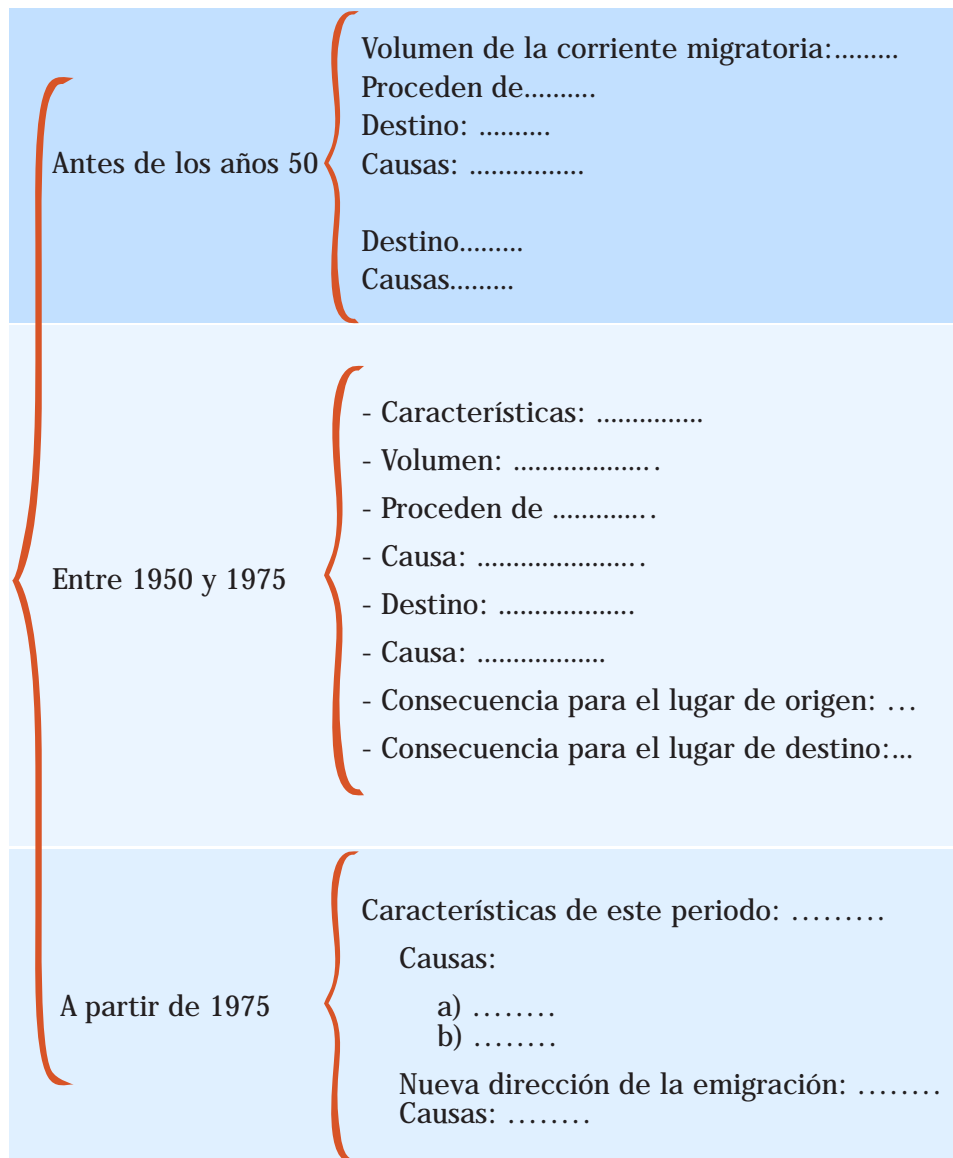 Volumen de la corriente migratoria:.........
Proceden de..........
Destino: ..........
Antes de los años 50
Causas: ................
Destino.........
Causas.........
- Características: ...............
- Volumen: ....................
- Proceden de ..............
- Causa: .......................
Entre 1950 y 1975
- Destino: ...................
- Causa: ..................
- Consecuencia para el lugar de origen: ...
- Consecuencia para el lugar de destino:...
Características de este periodo: .........
Causas:
A partir de 1975
a) ........
b) ........
Nueva dirección de la emigración: ........
Causas: ........